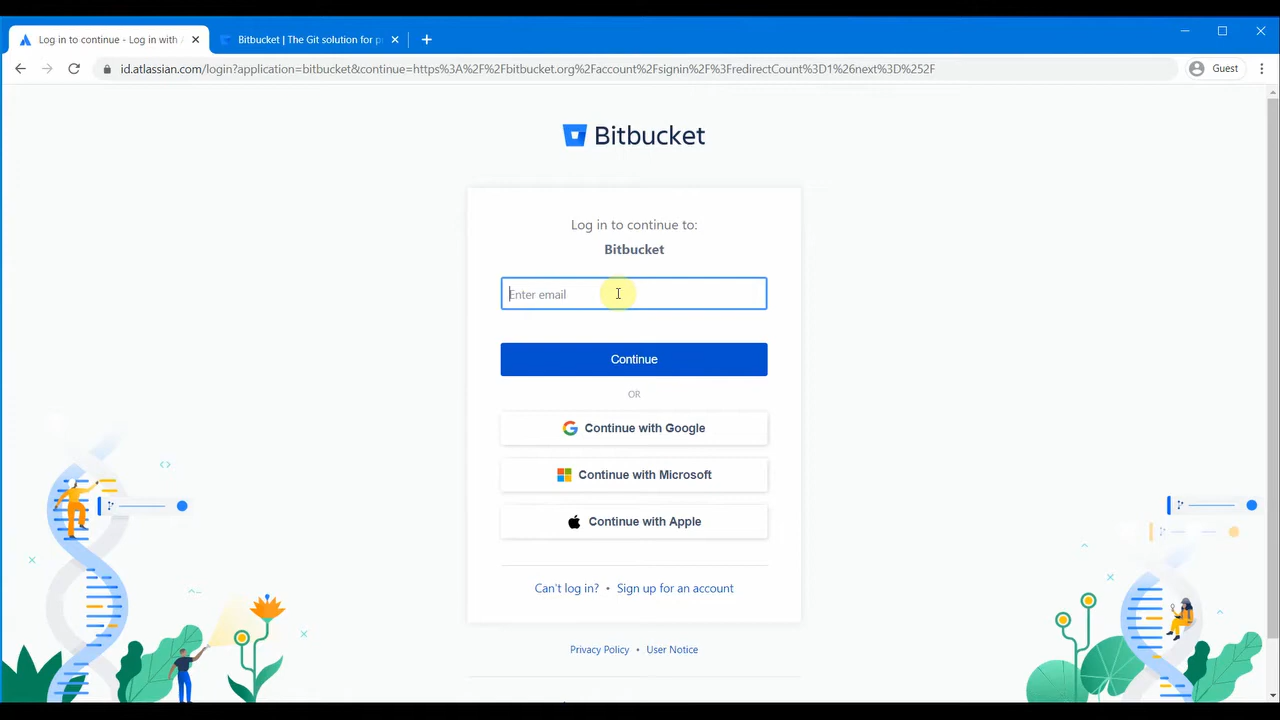 Log in to continue - Log in with
Bitbucket | The Git solution for p
id.atlassian.com/login?application=bitbucket&continue=https%3A%2F%2Fbitbucket.org%2Faccount%2Fsignin%2F%3FredirectCount%3D1%26next%3D%252F
Guest
Bitbucket
Log in to continue to:
Bitbucket
Enter email
Continue
OR
Continue with Google
Continue with Microsoft
Continue with Apple
Can't log in? • Sign up for an account
Privacy Policy • User Notice